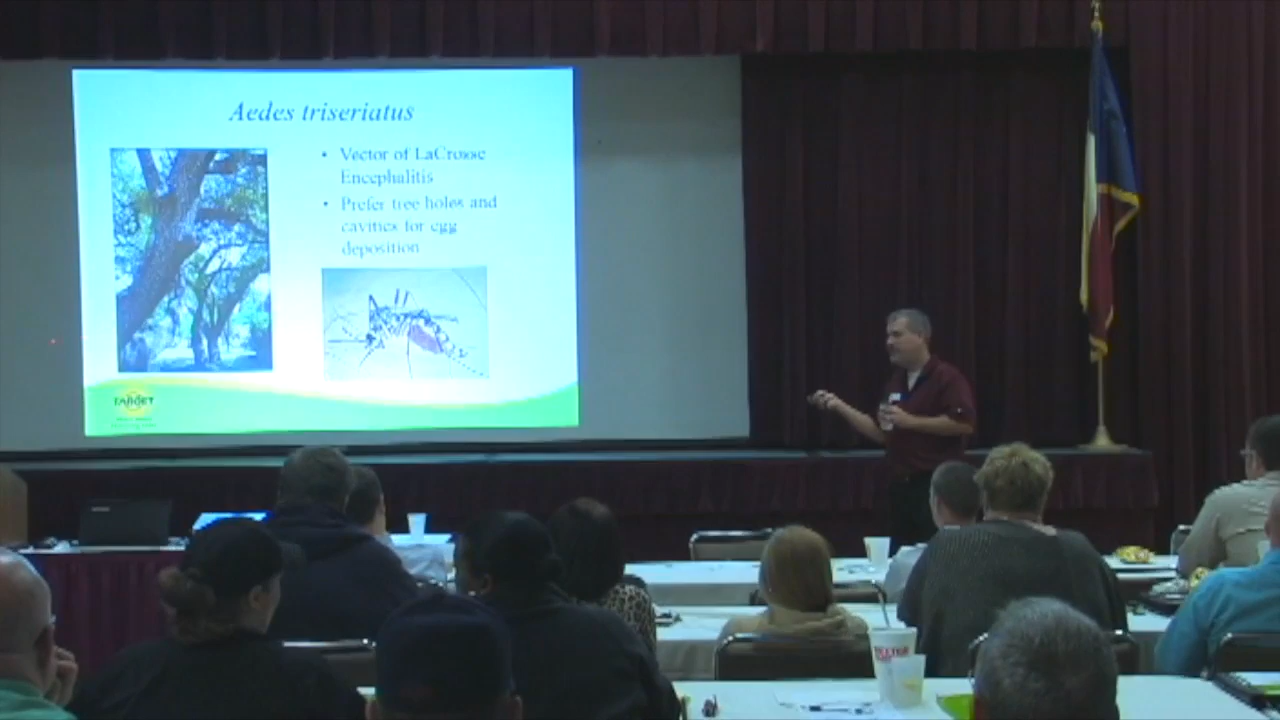 Aedes triseriatus
• Vector of LaCrosse
Encephalitis
• Prefer tree holes and
cavities for egg
deposition
TARGET